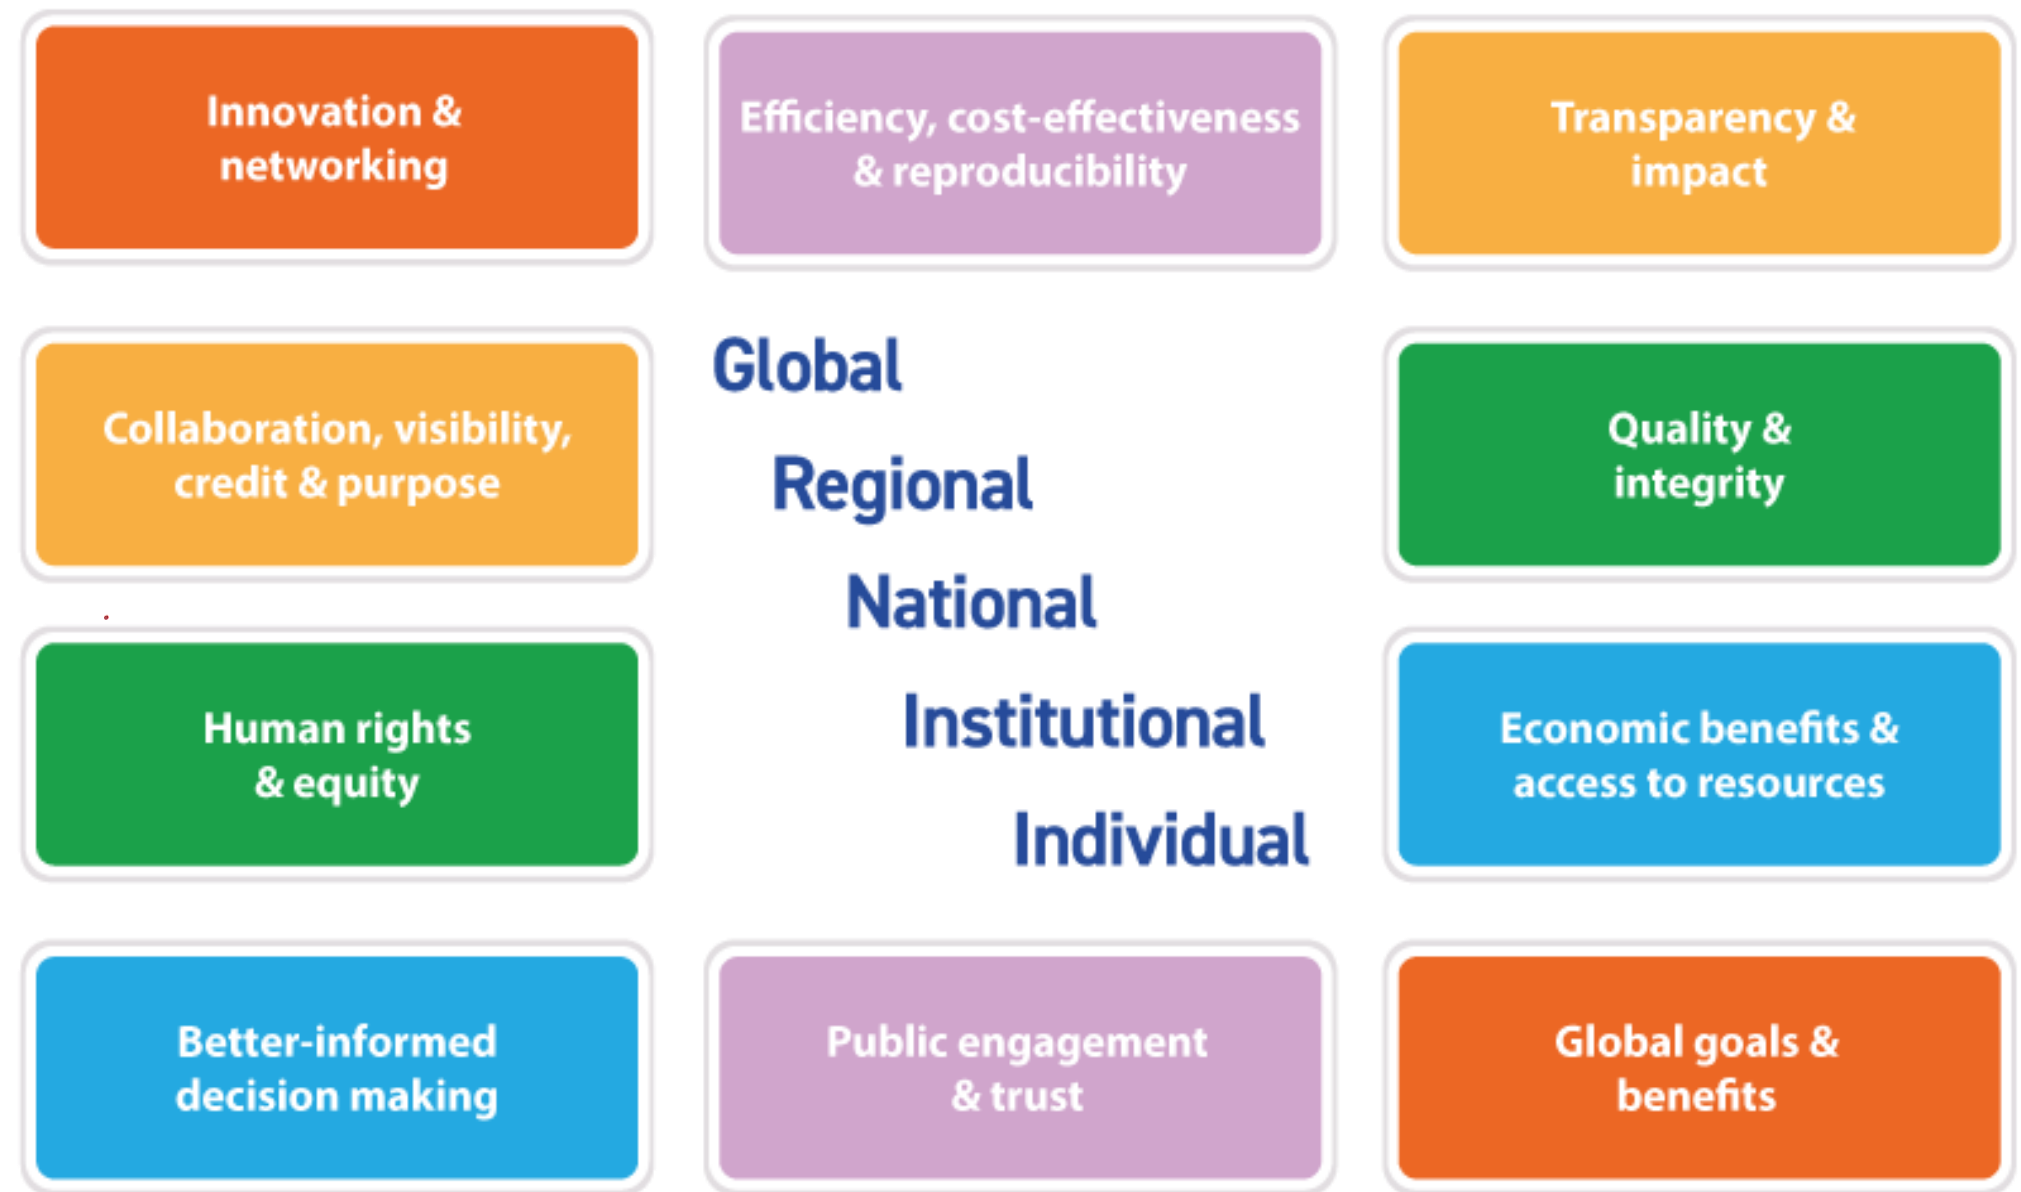 Innovation &
networking
Efficiency, cost-effectiveness
& reproducibility
Transparency &
impact
Collaboration, visibility,
credit & purpose
Global
Regional
National
Institutional
Individual
Quality &
integrity
Human rights
& equity
Economic benefits &
access to resources
Better-informed
decision making
Public engagement
& trust
Global goals &
benefits